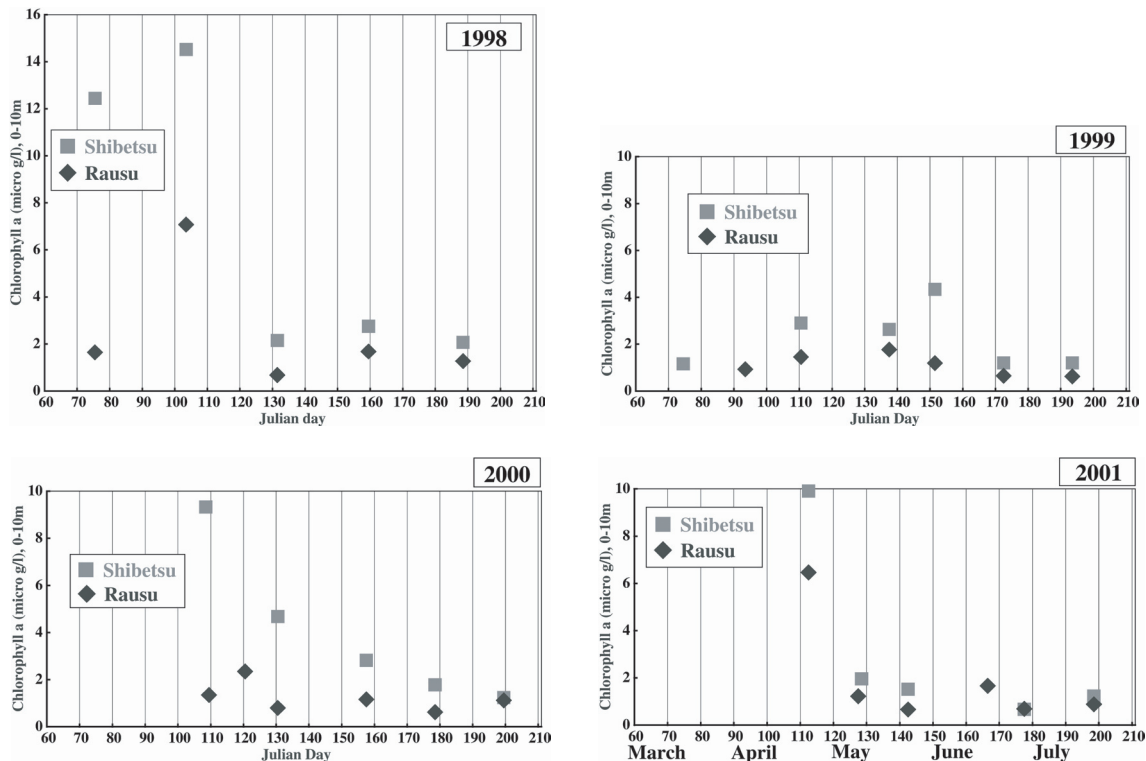 1998
Chlorophyll a (micro g/l), 0-10m
16
14
12
10
8
6
4
2
0
Shibetsu
Rausu
60 70 80 90 100 110 120 130 140 150 160 170 180 190 200 210
Julian day
1999
Chlorophyll a (micro g/l), 0-10m
10
8
6
4
2
0
Shibetsu
Rausu
60 70 80 90 100 110 120 130 140 150 160 170 180 190 200 210
Julian Day
2000
Chlorophyll a (micro g/l), 0-10m
10
8
6
4
2
0
Shibetsu
Rausu
60 70 80 90 100 110 120 130 140 150 160 170 180 190 200 210
Julian Day
2001
Chlorophyll a (micro g/l), 0-10m
10
8
6
4
2
0
Shibetsu
Rausu
60 70 80 90 100 110 120 130 140 150 160 170 180 190 200 210
March April May June July